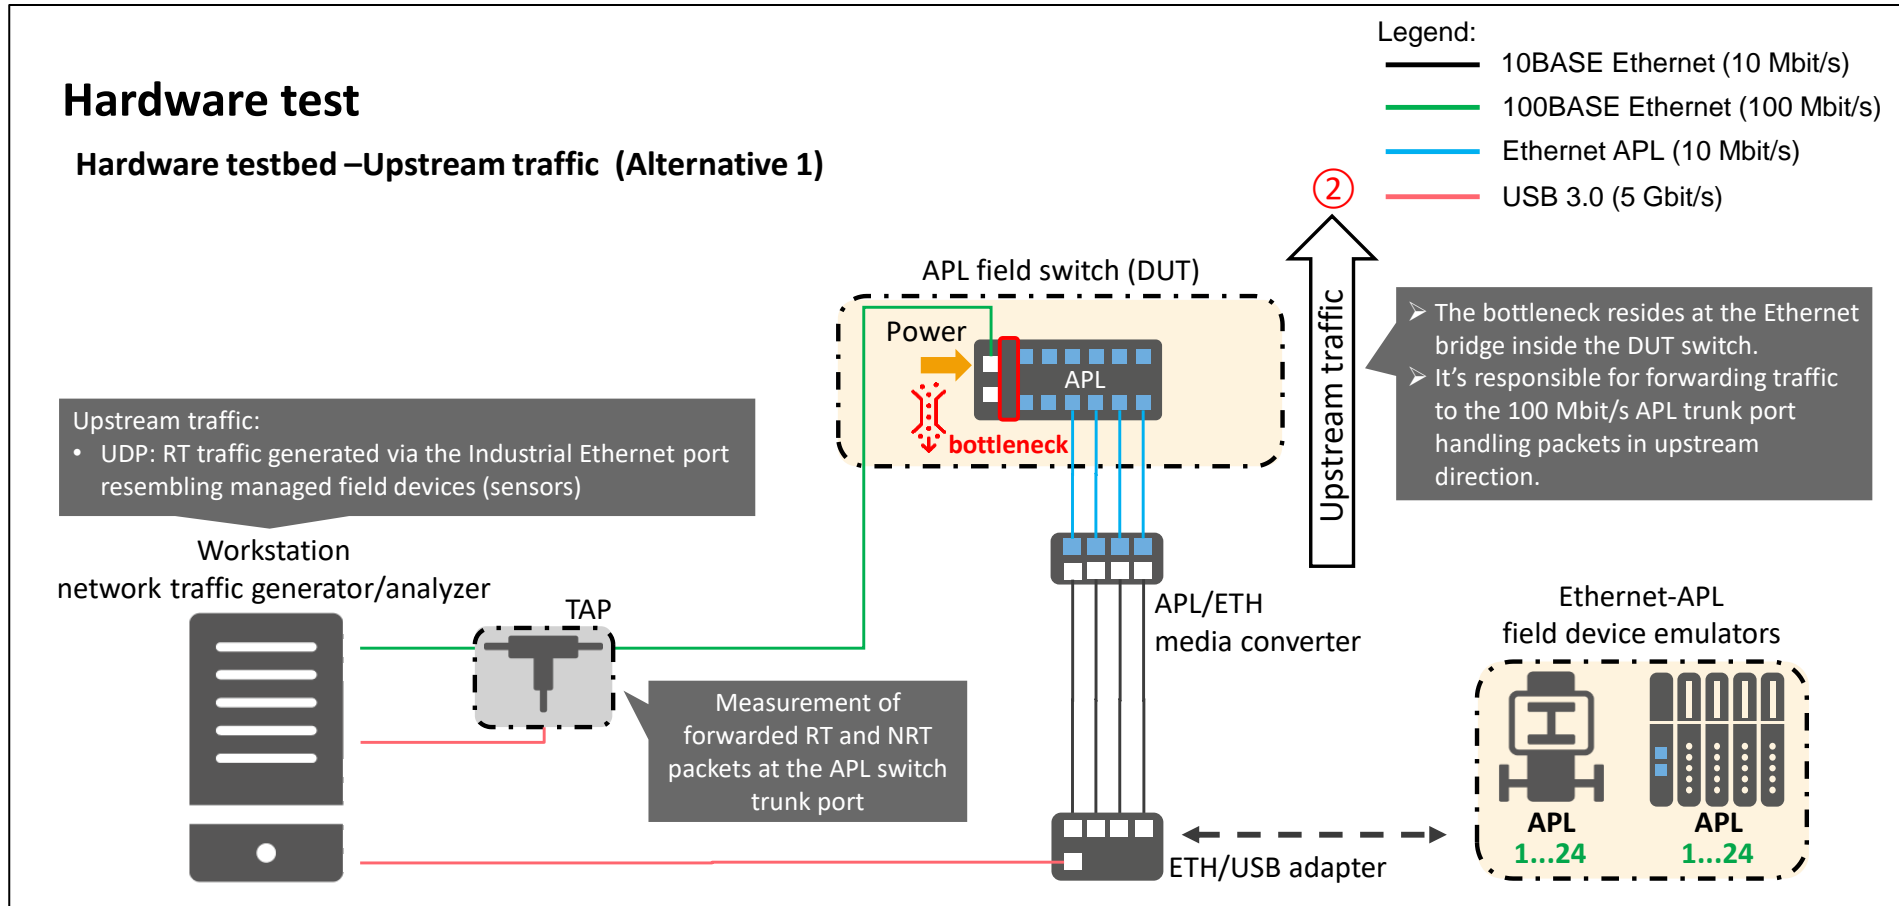 Legend:
10BASE Ethernet (10 Mbit/s)
100BASE Ethernet (100 Mbit/s)
Ethernet APL (10 Mbit/s)
USB 3.0 (5 Gbit/s)
Hardware test
Hardware testbed –Upstream traffic (Alternative 1)
②
APL field switch (DUT)
Power
APL
bottleneck
Upstream traffic
➢ The bottleneck resides at the Ethernet
bridge inside the DUT switch.
➢ It’s responsible for forwarding traffic
to the 100 Mbit/s APL trunk port
handling packets in upstream
direction.
Upstream traffic:
• UDP: RT traffic generated via the Industrial Ethernet port
resembling managed field devices (sensors)
Workstation
network traffic generator/analyzer
TAP
Measurement of
forwarded RT and NRT
packets at the APL switch
trunk port
APL/ETH
media converter
ETH/USB adapter
Ethernet-APL
field device emulators
APL
1...24
APL
1...24